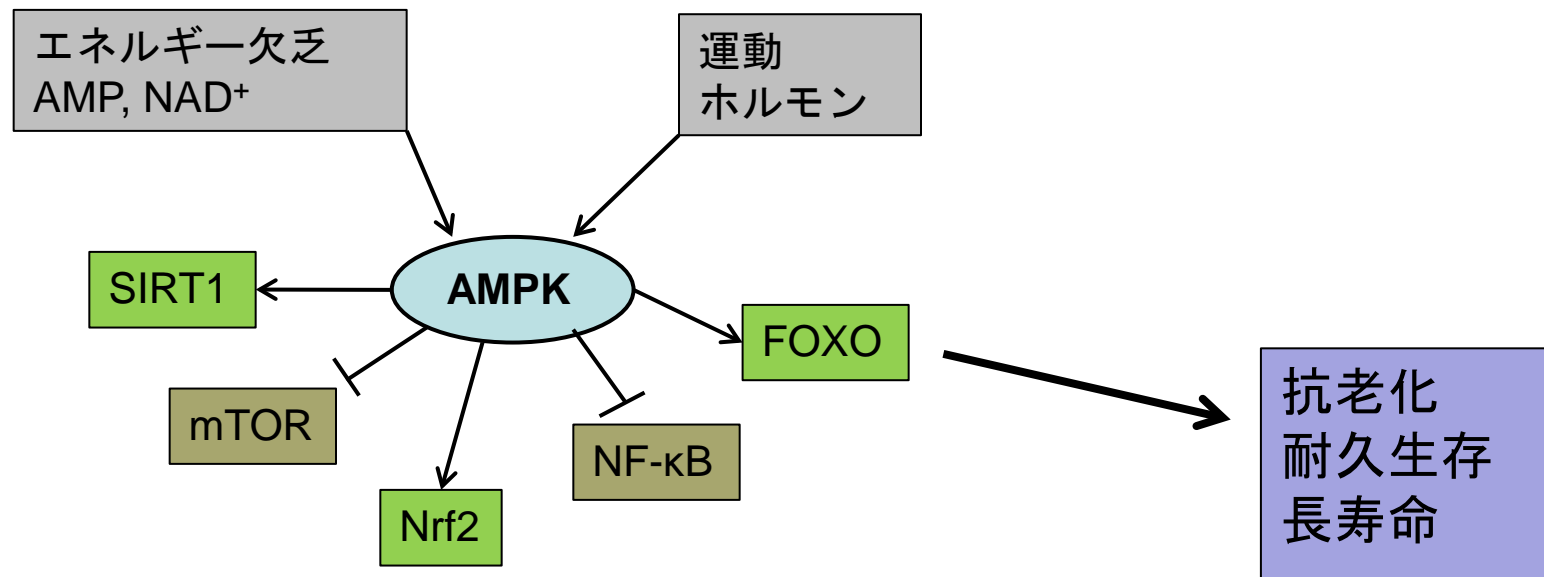 エネルギー欠乏
AMP, NAD⁺
運動
ホルモン
SIRT1
AMPK
FOXO
mTOR
NF-κB
Nrf2
抗老化
耐久生存
長寿命